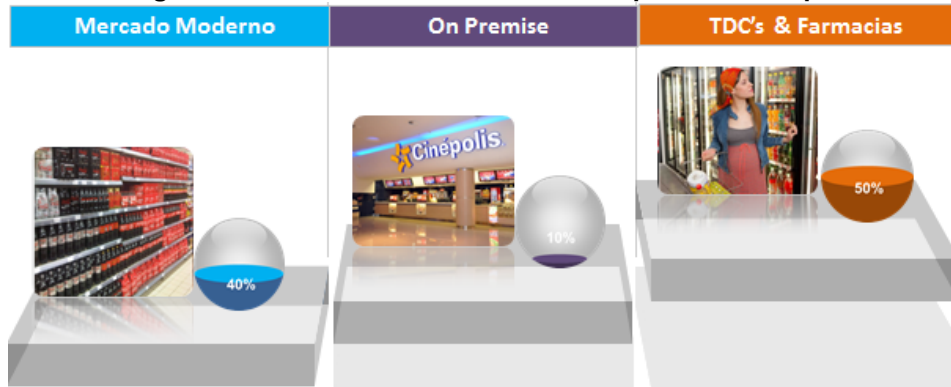 Mercado Moderno
On Premise
TDC's & Farmacias
Cinépolis
40%
10%
50%